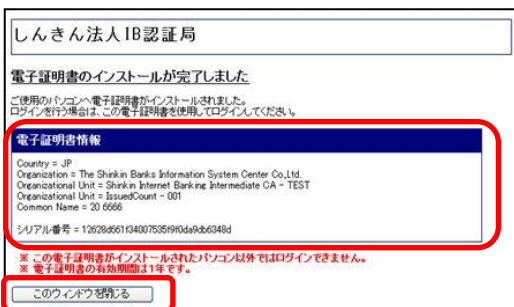 しんきん法人IB認証局
電子証明書のインストールが完了しました
ご使用のパソコンへ電子証明書がインストールされました。
ログインを行う場合は、この電子証明書を使用してログインしてください。
電子証明書情報
Country = JP
Organization = The Shinkin Banks Information System Center Co.,Ltd.
Organizational Unit = Shinkin Internet Banking Intermediate CA - TEST
Organizational Unit = IssuedCount - 001
Common Name = 20 6666
シリアル番号 = 12628d661f34007535f9f0da9db6348d
※ この電子証明書がインストールされたパソコン以外ではログインできません。
※ 電子証明書の有効期間は1年です。
このウィンドウを閉じる